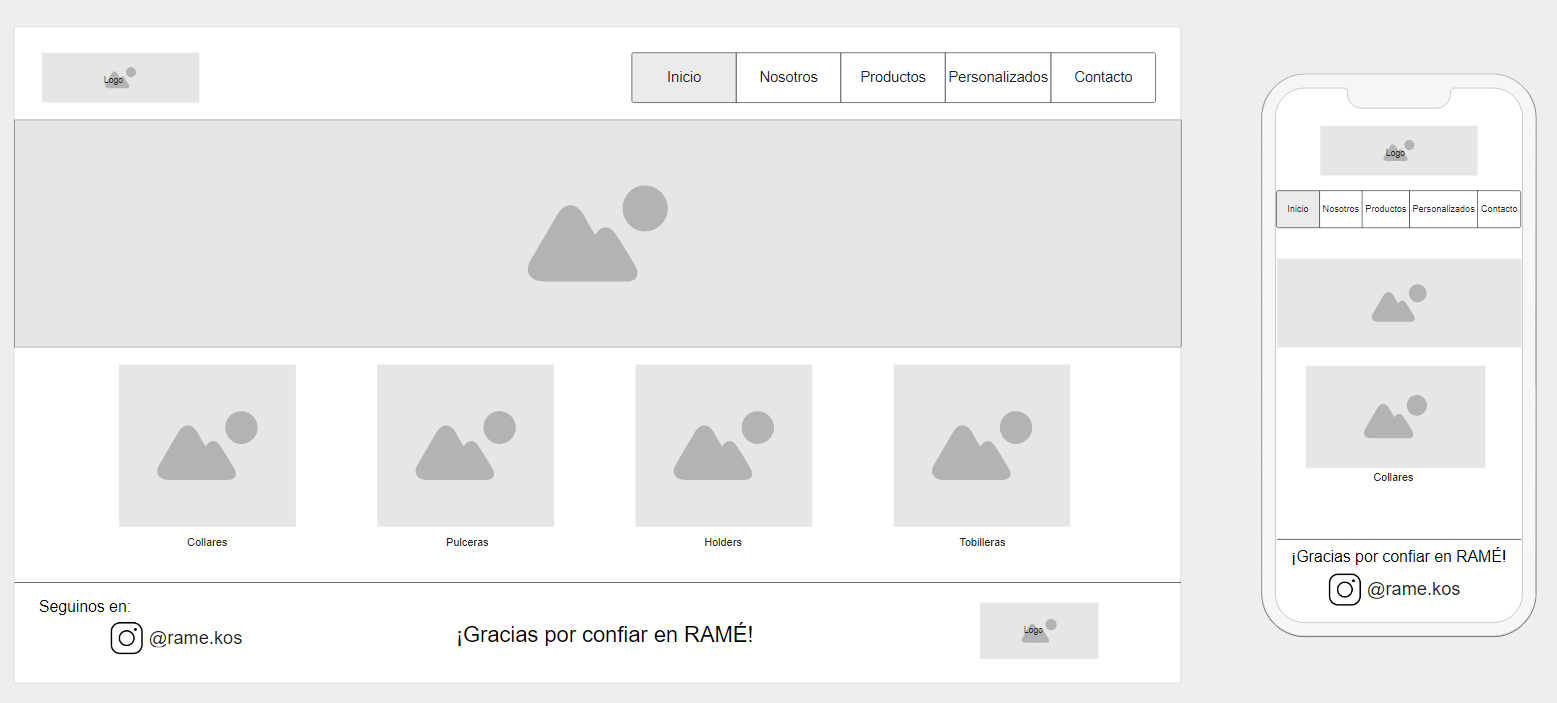 Logo
Inicio Nosotros Productos Personalizados Contacto
Collares Pulceras Holders Tobilleras
Seguinos en:
@rame.kos
¡Gracias por confiar en RAMÉ!
Logo
Logo
Inicio Nosotros Productos Personalizados Contacto
Collares
¡Gracias por confiar en RAMÉ!
@rame.kos